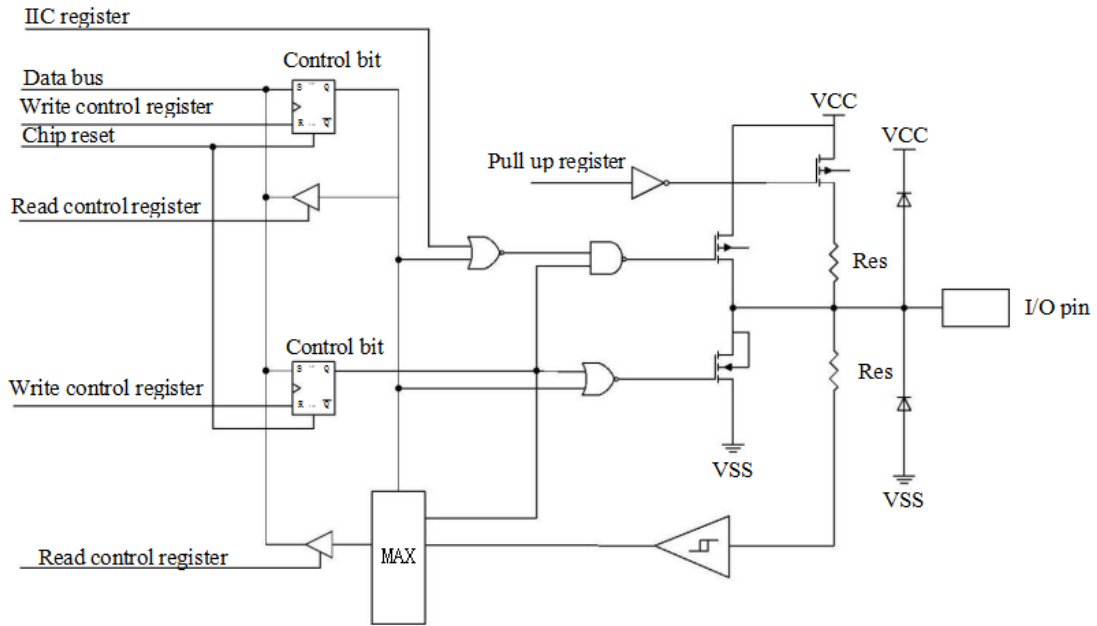 IIC register
Control bit
Data bus
S Q
Write control register
R Q
Chip reset
VCC
VCC
Pull up register
Read control register
Res
I/O pin
Control bit
S Q
Res
Write control register
R Q
VSS
VSS
MAX
Read control register